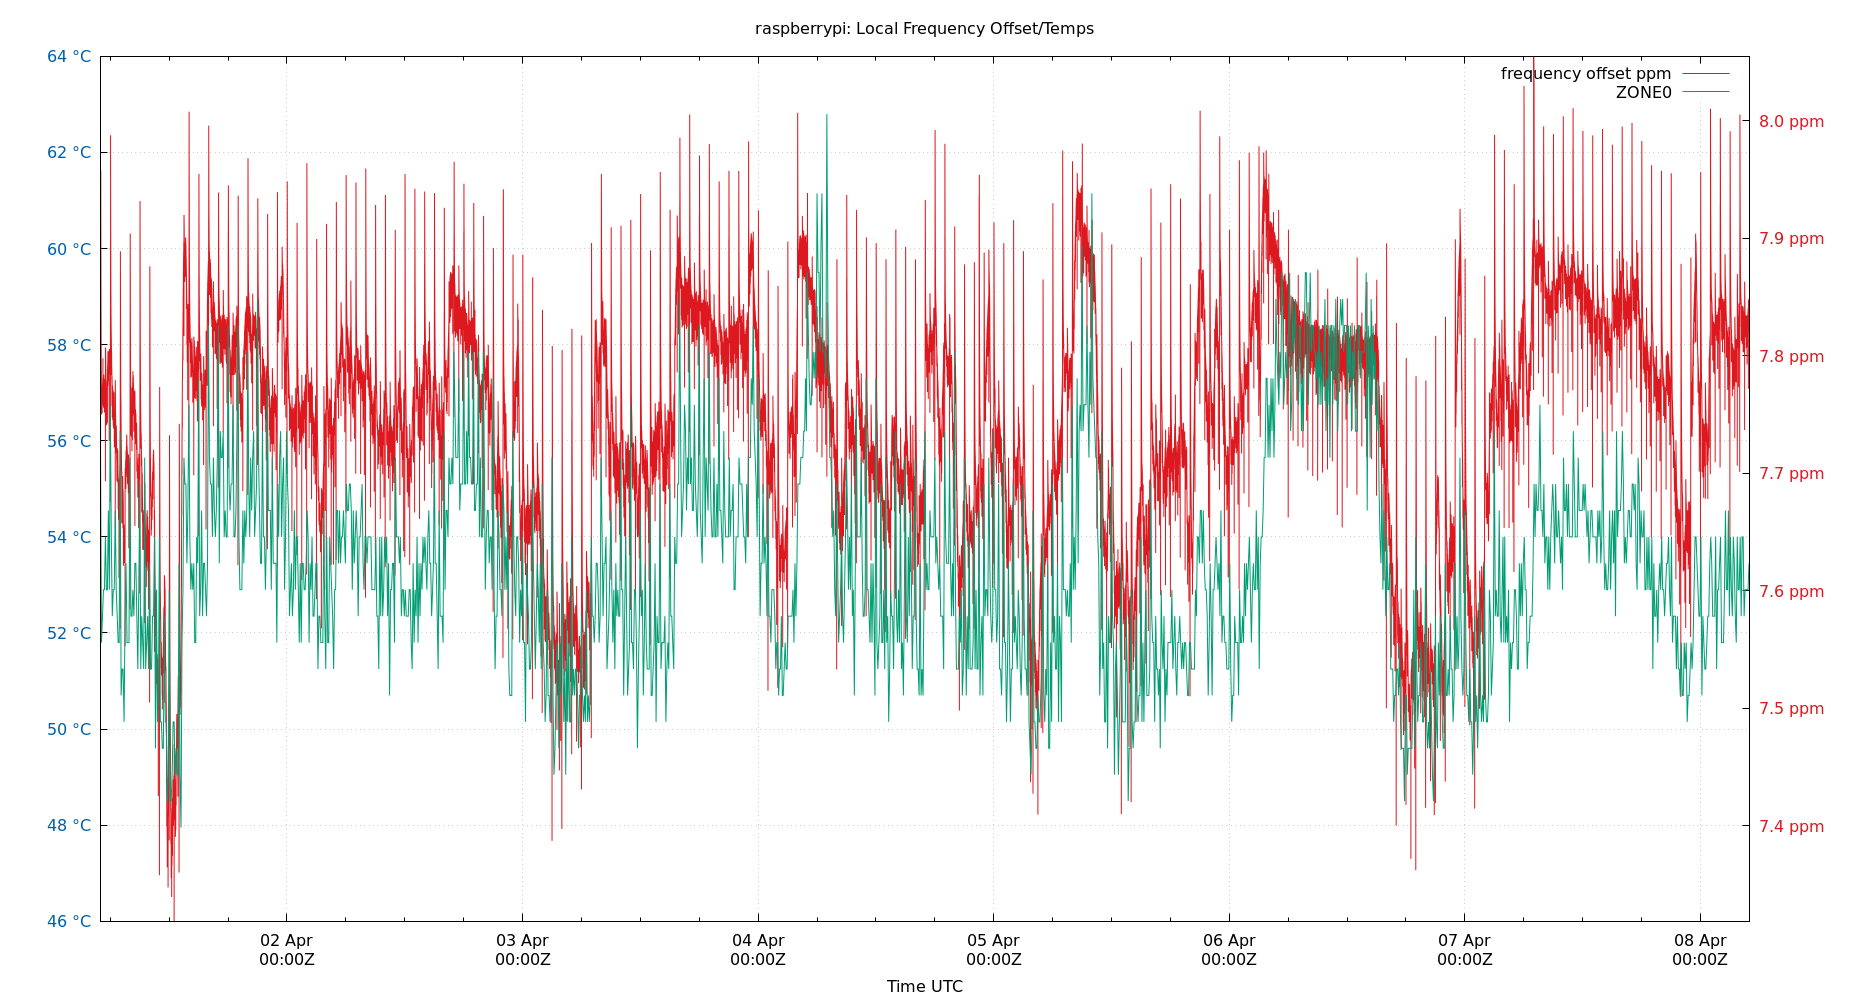 raspberrypi: Local Frequency Offset/Temps
64 °C
62 °C
60 °C
58 °C
56 °C
54 °C
52 °C
50 °C
48 °C
46 °C
frequency offset ppm
ZONE0
8.0 ppm
7.9 ppm
7.8 ppm
7.7 ppm
7.6 ppm
7.5 ppm
7.4 ppm
02 Apr
00:00Z
03 Apr
00:00Z
04 Apr
00:00Z
05 Apr
00:00Z
06 Apr
00:00Z
07 Apr
00:00Z
08 Apr
00:00Z
Time UTC